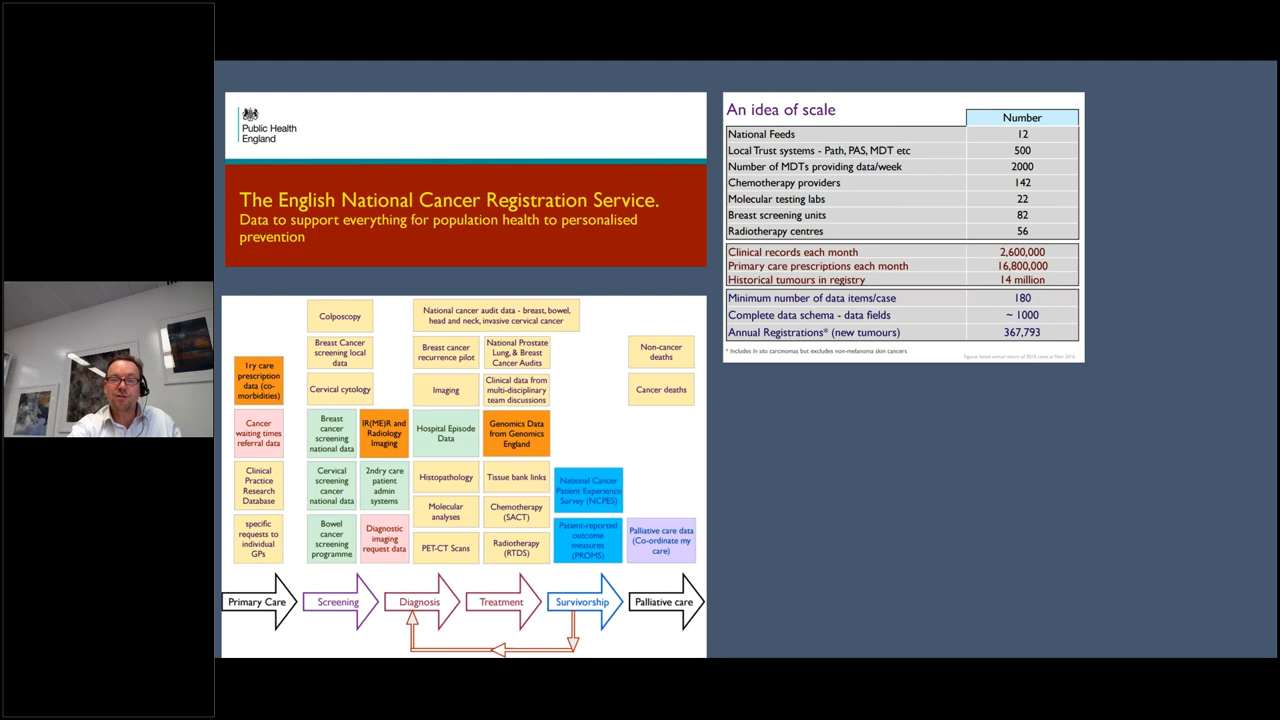 Public Health
England
The English National Cancer Registration Service.
Data to support everything for population health to personalised
prevention
An idea of scale
Number
National Feeds 12
Local Trust systems - Path, PAS, MDT etc 500
Number of MDTs providing data/week 2000
Chemotherapy providers 142
Molecular testing labs 22
Breast screening units 82
Radiotherapy centres 56
Clinical records each month 2,600,000
Primary care prescriptions each month 16,800,000
Historical tumours in registry 14 million
Minimum number of data items/case 180
Complete data schema - data fields ~ 1000
Annual Registrations* (new tumours) 367,793
* Includes In situ carcinomas but excludes non-melanoma skin cancers
1ry care
prescription
data (co-
morbidities)
Cancer
waiting times
referral data
Clinical
Practice
Research
Database
specific
requests to
individual
GPs
Colposcopy
Breast Cancer
screening local
data
Cervical cytology
Breast
cancer
screening
national data
Cervical
screening
cancer
national data
Bowel
cancer
screening
programme
IR(ME)R and
Radiology
Imaging
2ndry care
patient
admin
systems
Diagnostic
imaging
request data
National cancer audit data - breast, bowel,
head and neck, invasive cervical cancer
Breast cancer
recurrence pilot
Imaging
Hospital Episode
Data
Histopathology
Molecular
analyses
PET-CT Scans
National Prostate
Lung, & Breast
Cancer Audits
Clinical data from
multi-disciplinary
team discussions
Genomics Data
from Genomics
England
Tissue bank links
Chemotherapy
(SACT)
Radiotherapy
(RTDS)
National Cancer
Patient Experience
Survey (NCPES)
Patient-reported
outcome
measures
(PROMS)
Non-cancer
deaths
Cancer deaths
Palliative care data
(Co-ordinate my
care)
Primary Care
Screening
Diagnosis
Treatment
Survivorship
Palliative care